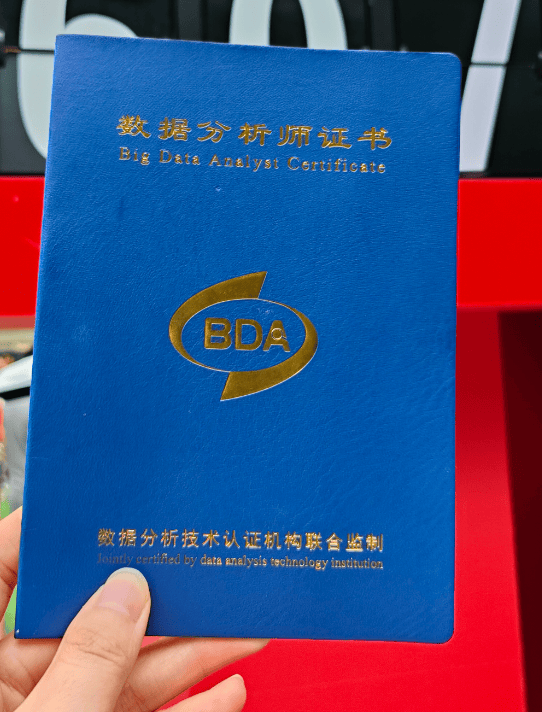 数据分析师证书
Big Data Analyst Certificate
BDA
数据分析技术认证机构联合监制
Jointly certified by data analysis technology institution